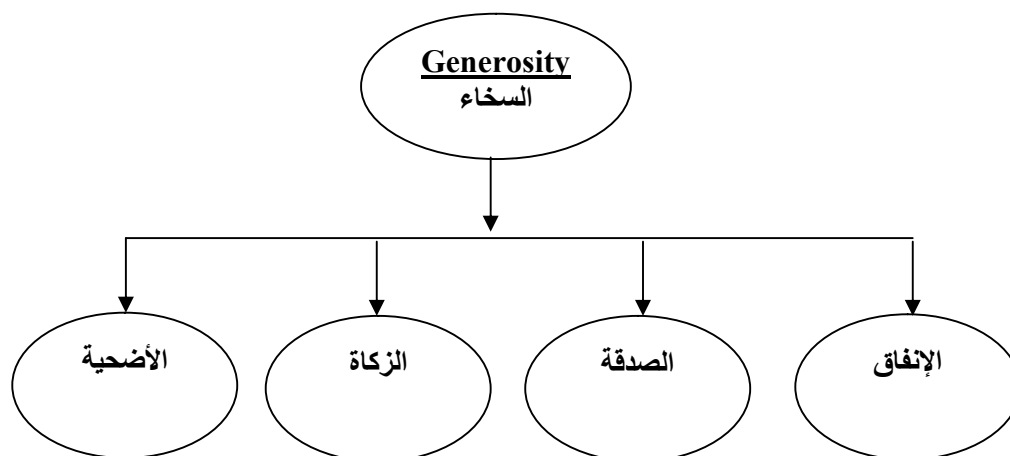 Generosity
السخاء
الإنفاق
الصدقة
الزكاة
الأضحية